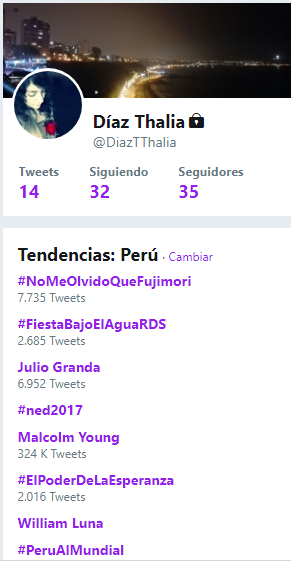 Díaz Thalia
@DiazTThalia
Tweets Siguiendo Seguidores
14 32 35
Tendencias: Perú · Cambiar
#NoMeOlvidoQueFujimori
7.735 Tweets
#FiestaBajoElAguaRDS
2.685 Tweets
Julio Granda
6.952 Tweets
#ned2017
Malcolm Young
324 K Tweets
#ElPoderDeLaEsperanza
2.016 Tweets
William Luna
#PeruAlMundial